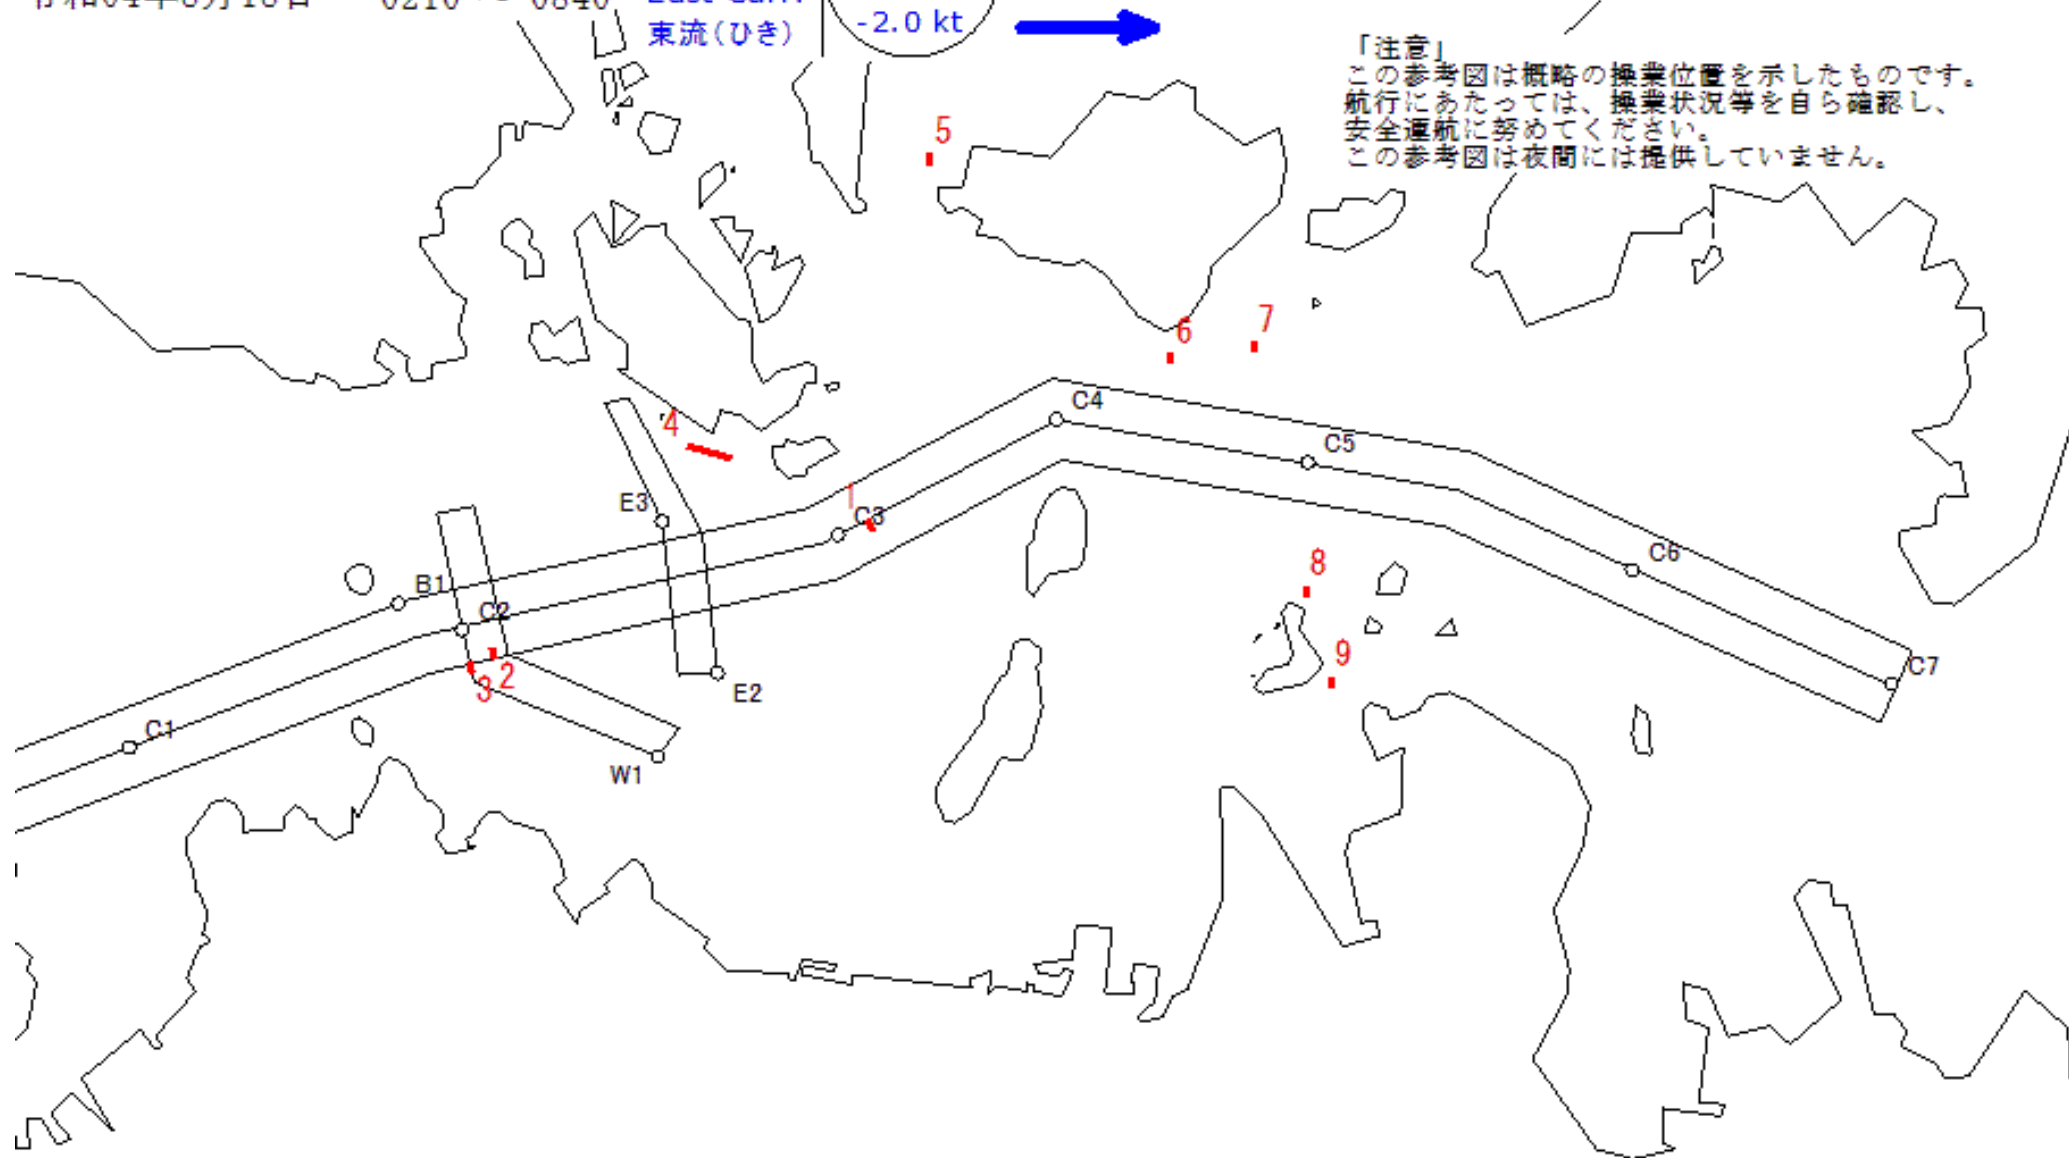 東流(ひき)
-2.0 kt
「注意」
この参考図は概略の操業位置を示したものです。
航行にあたっては、操業状況等を自ら確認し、
安全運航に努めてください。
この参考図は夜間には提供していません。
5
6
7
4
C4
C5
E3
1
C3
C6
8
B1
C2
9
2
3
E2
C7
C1
W1